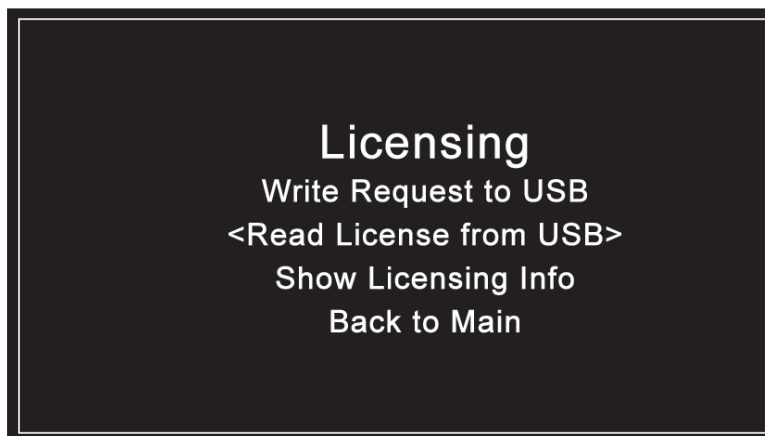 Licensing
Write Request to USB
<Read License from USB>
Show Licensing Info
Back to Main